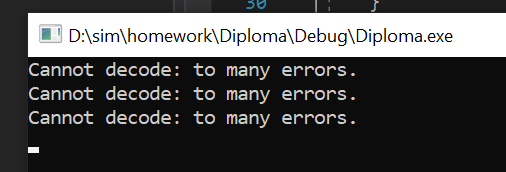 30 }
D:\sim\homework\Diploma\Debug\Diploma.exe
Cannot decode: to many errors.
Cannot decode: to many errors.
Cannot decode: to many errors.